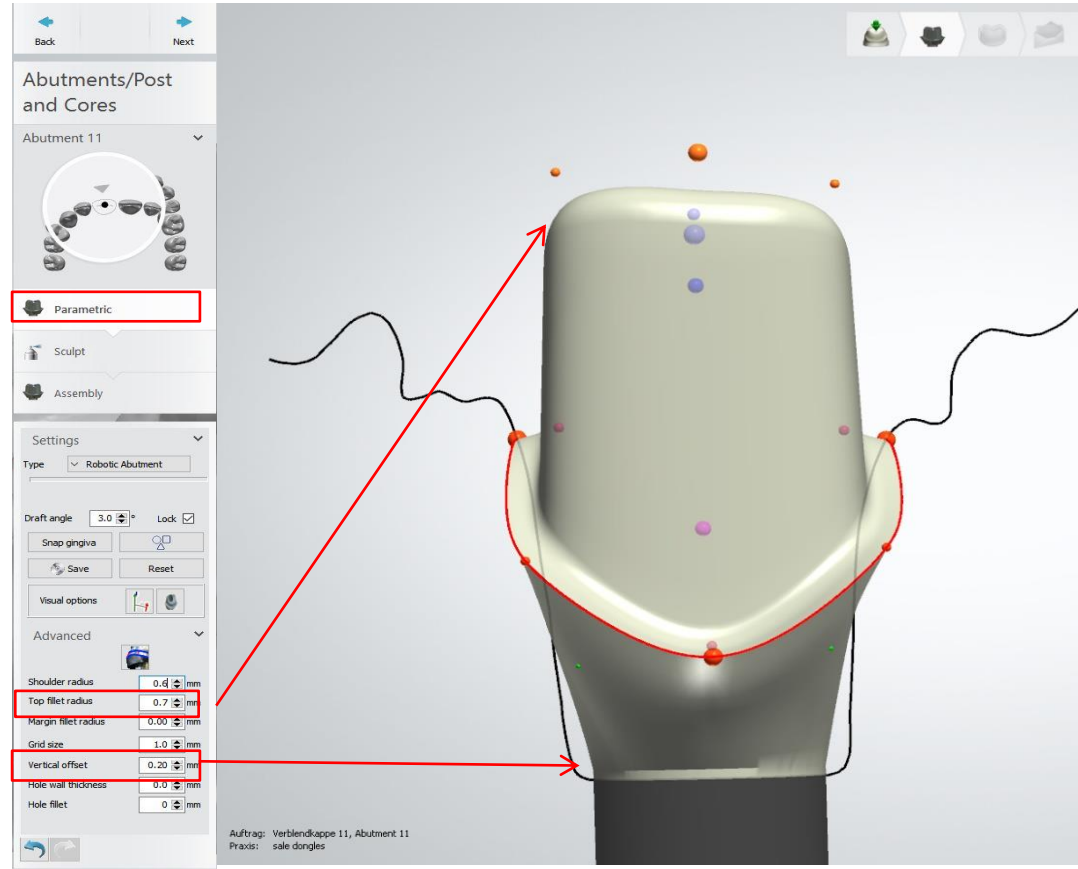 Back Next
Abutments/Post
and Cores
Abutment 11
Parametric
Sculpt
Assembly
Settings
Type Robotic Abutment
Draft angle 3.0 ° Lock
Snap gingiva
Save Reset
Visual options
Advanced
Shoulder radius 0.6 mm
Top fillet radius 0.7 mm
Margin fillet radius 0.00 mm
Grid size 1.0 mm
Vertical offset 0.20 mm
Hole wall thickness 0.0 mm
Hole fillet 0 mm
Auftrag: Verblendkappe 11, Abutment 11
Praxis: sale dongles